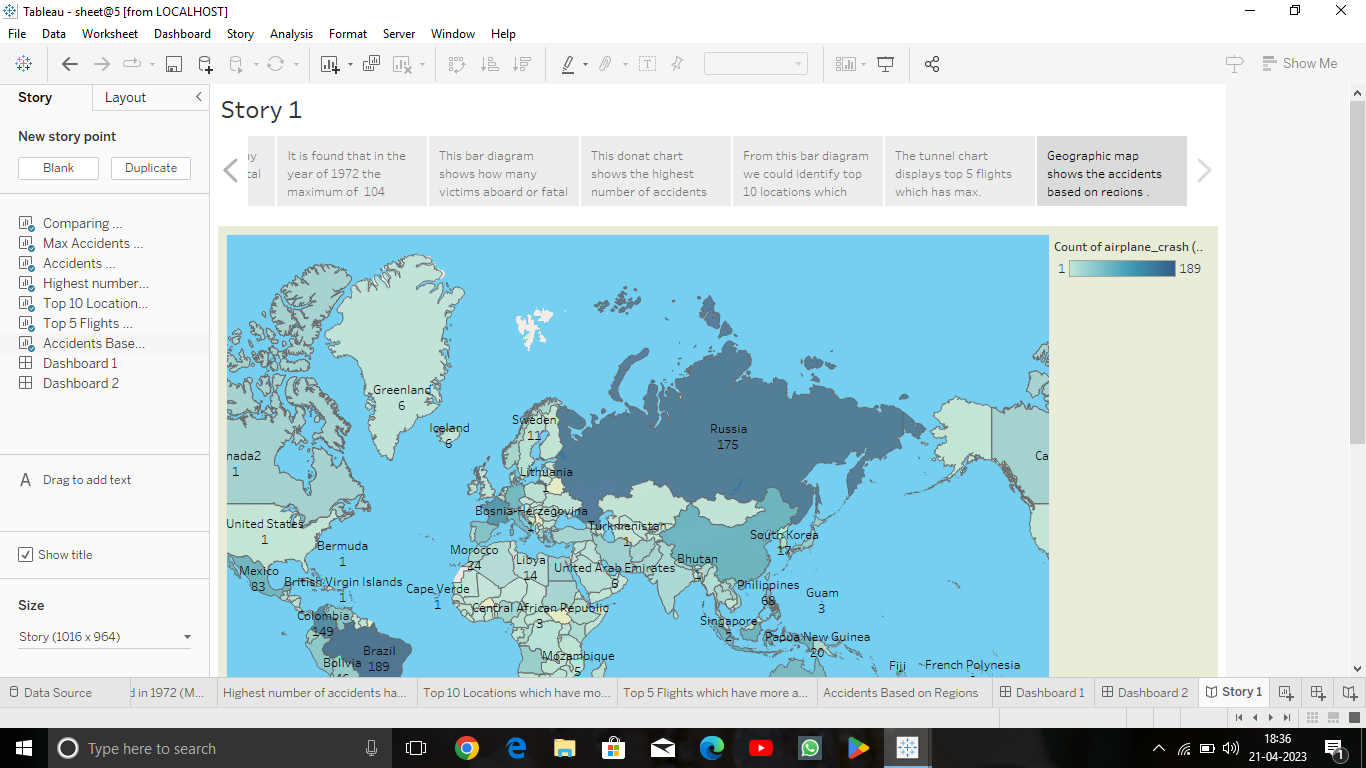 Tableau - sheet@5 [from LOCALHOST]
File Data Worksheet Dashboard Story Analysis Format Server Window Help
Show Me
Story Layout
New story point
Blank Duplicate
Comparing ...
Max Accidents ...
Accidents ...
Highest number...
Top 10 Location...
Top 5 Flights ...
Accidents Base...
Dashboard 1
Dashboard 2
A Drag to add text
Show title
Size
Story (1016 x 964)
Story 1
It is found that in the
year of 1972 the
maximum of 104
This bar diagram
shows how many
victims aboard or fatal
This donat chart
shows the highest
number of accidents
From this bar diagram
we could identify top
10 locations which
The tunnel chart
displays top 5 flights
which has max.
Geographic map
shows the accidents
based on regions .
Count of airplane_crash (..
1 189
Greenland
6
Iceland
6
Sweden
11
Russia
175
nada2
1
Ca
Lithuania
1
Bosnia-Herzegovina
1
United States
1
Bermuda
1
Turkmenistan
1
South Korea
17
Morocco
24
Libya
14
United Arab Emirates
6
Bhutan
Mexico
83
British Virgin Islands
1
Cape Verde
1
Philippines
68
Guam
3
Central African Republic
3
Colombia
149
Singapore
2
Papua New Guinea
20
Brazil
189
Bolivia
46
Mozambique
5
Fiji
French Polynesia
Data Source d in 1972 (M... Highest number of accidents ha... Top 10 Locations which have mo... Top 5 Flights which have more a... Accidents Based on Regions Dashboard 1 Dashboard 2 Story 1
Type here to search
18:36
21-04-2023
1